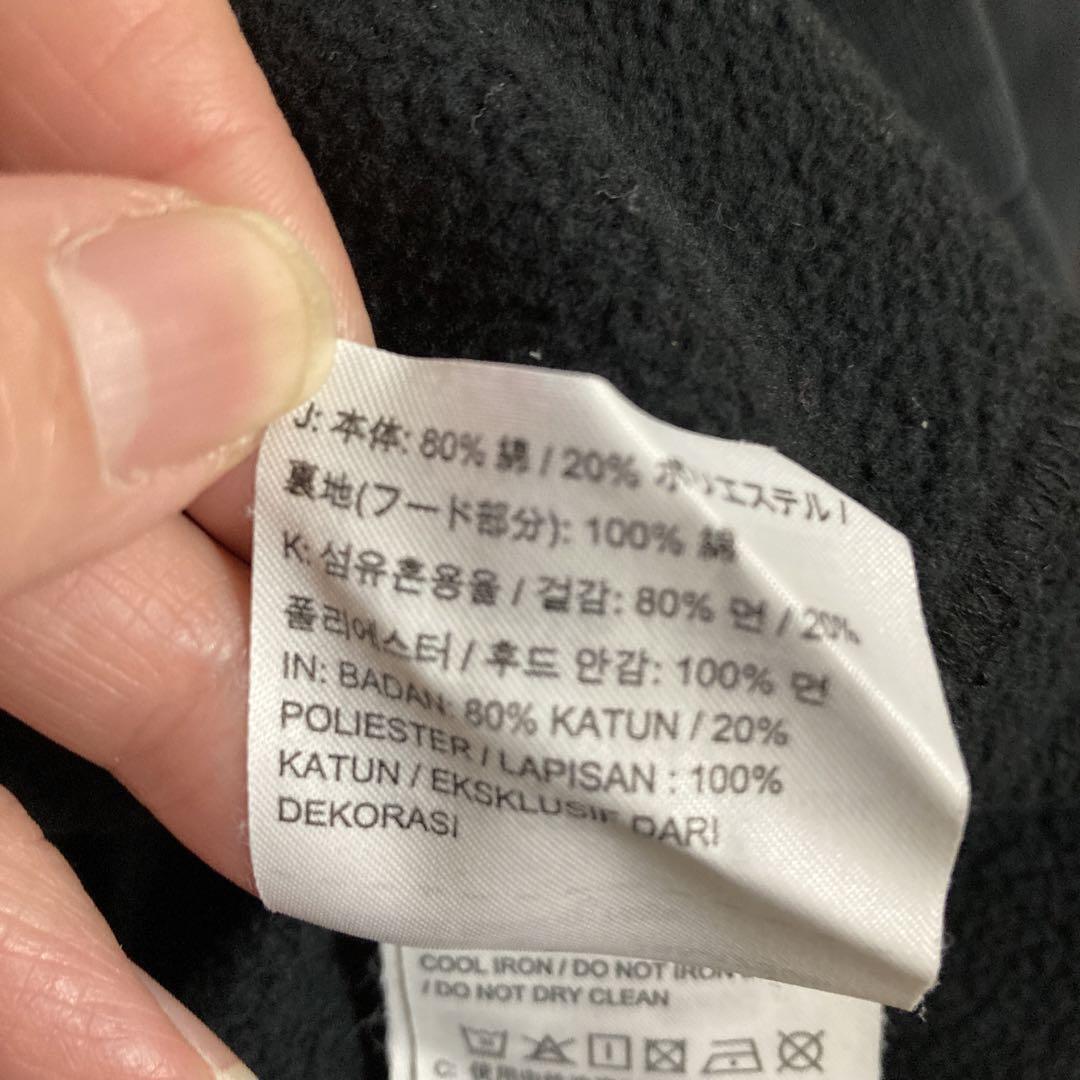 J: 本体: 80% 綿 / 20% ポリエステル /
裏地(フード部分): 100% 綿
K: 섬유혼용율 / 겉감: 80% 면 / 20%
폴리에스터 / 후드 안감: 100% 면
IN: BADAN: 80% KATUN / 20%
POLIESTER / LAPISAN : 100%
KATUN / EKSKLUSIF DARI
DEKORASI
COOL IRON / DO NOT IRON
/ DO NOT DRY CLEAN
C: